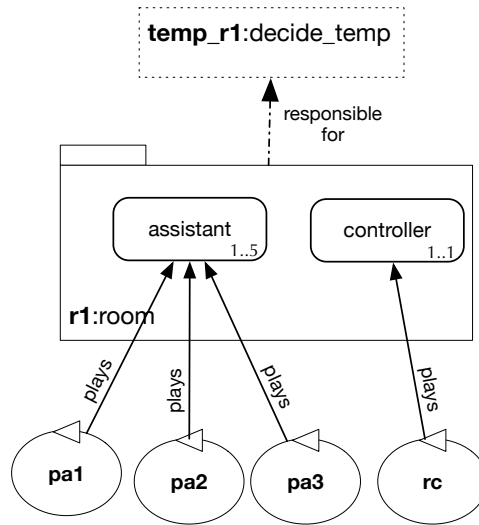 temp_r1:decide_temp
responsible
for
assistant
1..5
controller
1..1
r1:room
plays
plays
plays
plays
pa1
pa2
pa3
rc